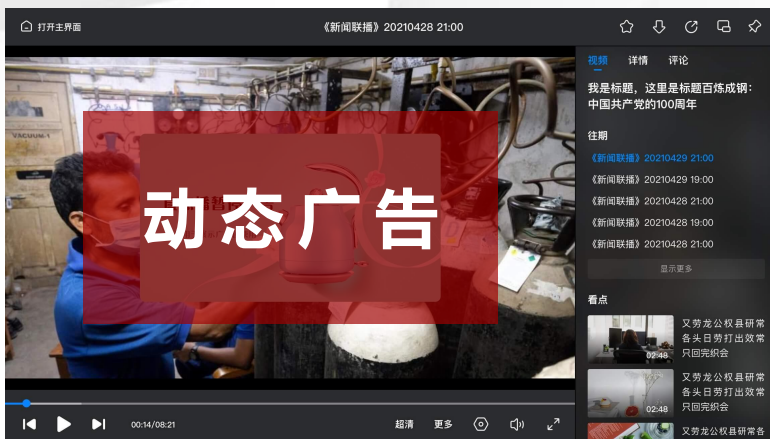 打开主界面
《新闻联播》20210428 21:00
视频 详情 评论
我是标题，这里是标题百炼成钢：
中国共产党的100周年
往期
《新闻联播》20210429 21:00
《新闻联播》20210429 19:00
《新闻联播》20210428 21:00
《新闻联播》20210428 19:00
《新闻联播》20210428 21:00
显示更多
看点
又劳龙公权县研常
各头日劳打出效常
只回完织会
02:48
又劳龙公权县研常
各头日劳打出效常
只回完织会
02:48
又劳龙公权县研常各
VACUUM-1
动态广告
00:14/08:21
超清 更多